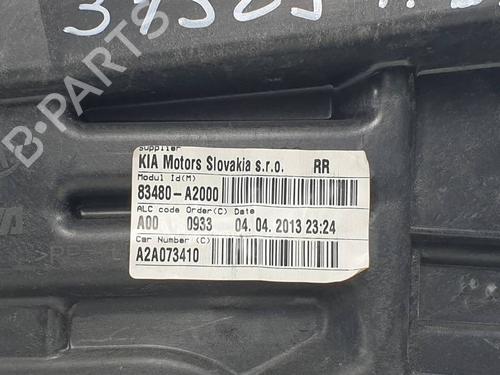 B-PARTS
supplier
KIA Motors Slovakia s.r.o. RR
Modul Id(M)
83480-A2000
ALC code Order(C) Date
A00 0933 04. 04. 2013 23:24
Car Number (C)
A2A073410